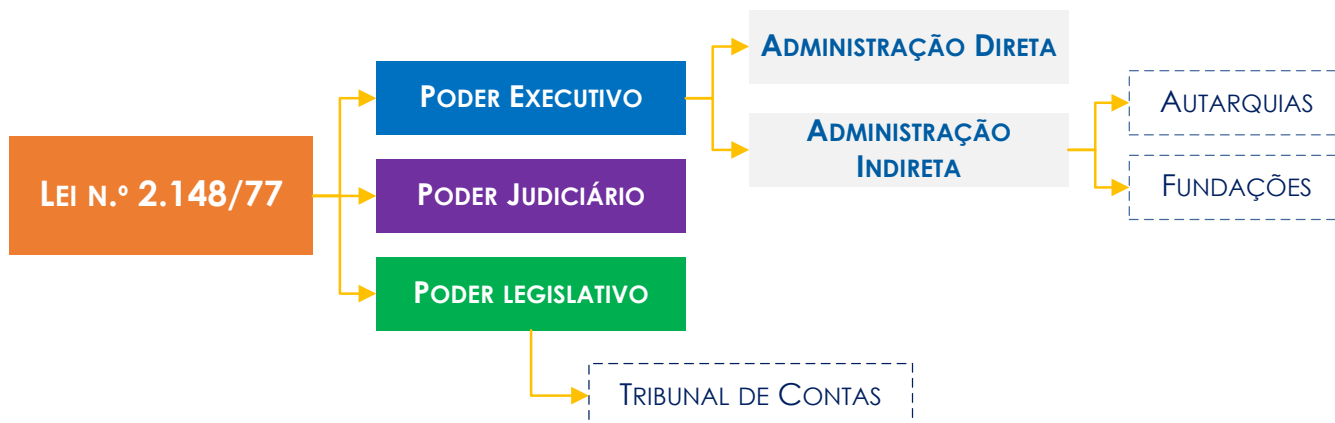 LEI N.º 2.148/77
PODER EXECUTIVO
PODER JUDICIÁRIO
PODER LEGISLATIVO
TRIBUNAL DE CONTAS
ADMINISTRAÇÃO DIRETA
ADMINISTRAÇÃO
INDIRETA
AUTARQUIAS
FUNDAÇÕES